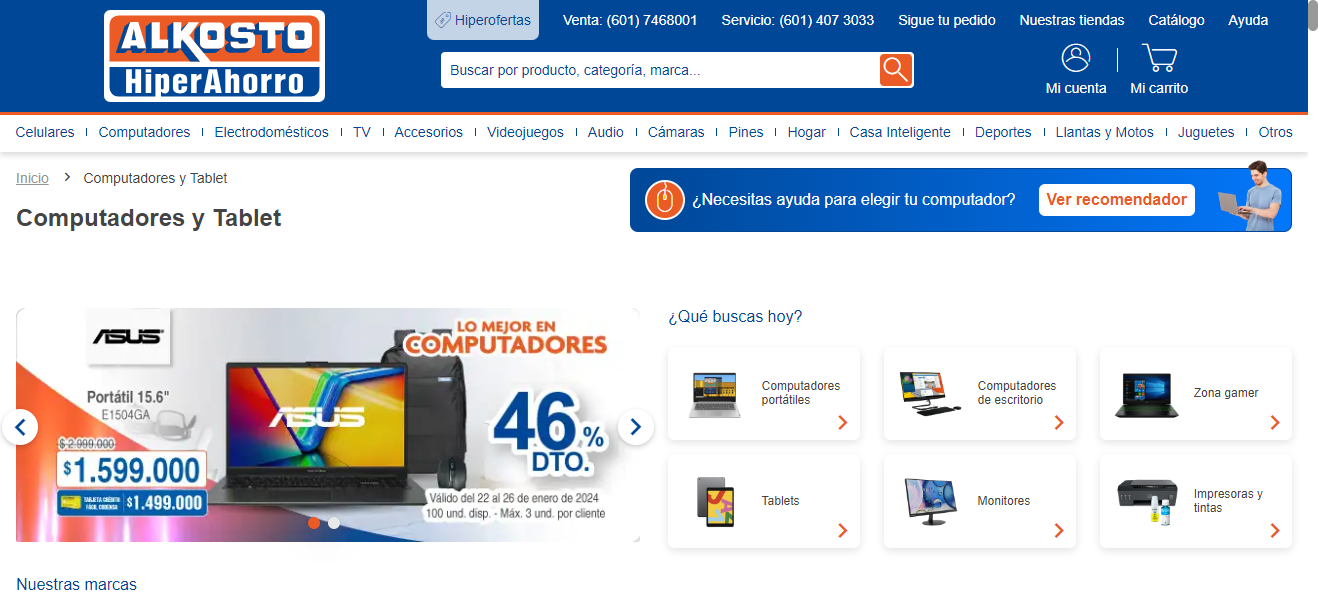 ALKOSTO
HiperAhorro
Hiperofertas
Venta: (601) 7468001
Servicio: (601) 407 3033
Sigue tu pedido
Nuestras tiendas
Catálogo
Ayuda
Buscar por producto, categoría, marca...
Mi cuenta
Mi carrito
Celulares
Computadores
Electrodomésticos
TV
Accesorios
Videojuegos
Audio
Cámaras
Pines
Hogar
Casa Inteligente
Deportes
Llantas y Motos
Juguetes
Otros
Inicio > Computadores y Tablet
Computadores y Tablet
¿Necesitas ayuda para elegir tu computador?
Ver recomendador
ASUS
Portátil 15.6"
E1504GA
$ 2.999.000
$1.599.000
TARJETA CRÉDITO
FÁCIL CODENSA
$1.499.000
ASUS
LO MEJOR EN
COMPUTADORES
46%
DTO.
Válido del 22 al 26 de enero de 2024
100 und. disp. - Máx. 3 und. por cliente
¿Qué buscas hoy?
Computadores
portátiles
Computadores
de escritorio
Zona gamer
Tablets
Monitores
Impresoras y
tintas
Nuestras marcas